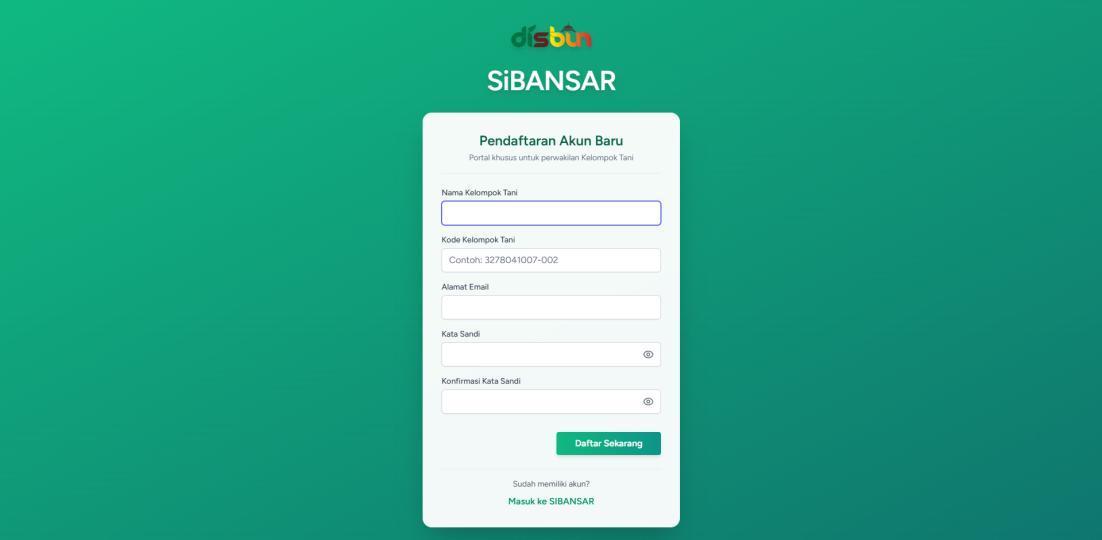 disbun
SiBANSAR
Pendaftaran Akun Baru
Portal khusus untuk perwakilan Kelompok Tani
Nama Kelompok Tani
Kode Kelompok Tani
Contoh: 3278041007-002
Alamat Email
Kata Sandi
Konfirmasi Kata Sandi
Daftar Sekarang
Sudah memiliki akun?
Masuk ke SIBANSAR